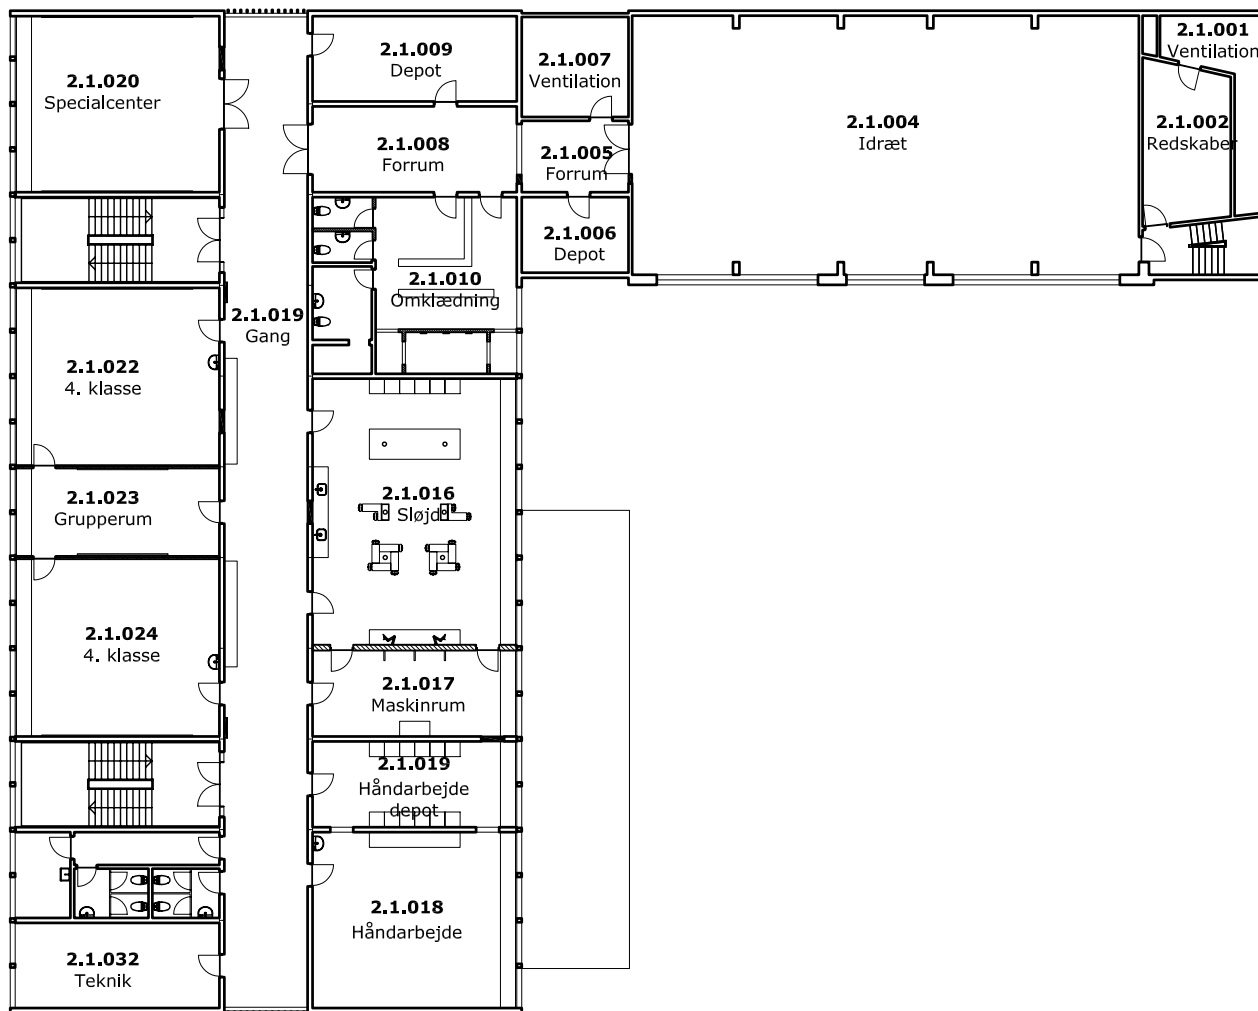 2.1.020
Specialcenter
2.1.009
Depot
2.1.007
Ventilation
2.1.004
Idræt
2.1.001
Ventilation
2.1.002
Redskaber
2.1.008
Forrum
2.1.005
Forrum
2.1.006
Depot
2.1.010
Omklædning
2.1.019
Gang
2.1.022
4. klasse
2.1.023
Grupperum
2.1.016
Sløjd
2.1.024
4. klasse
2.1.017
Maskinrum
2.1.019
Håndarbejde
depot
2.1.018
Håndarbejde
2.1.032
Teknik